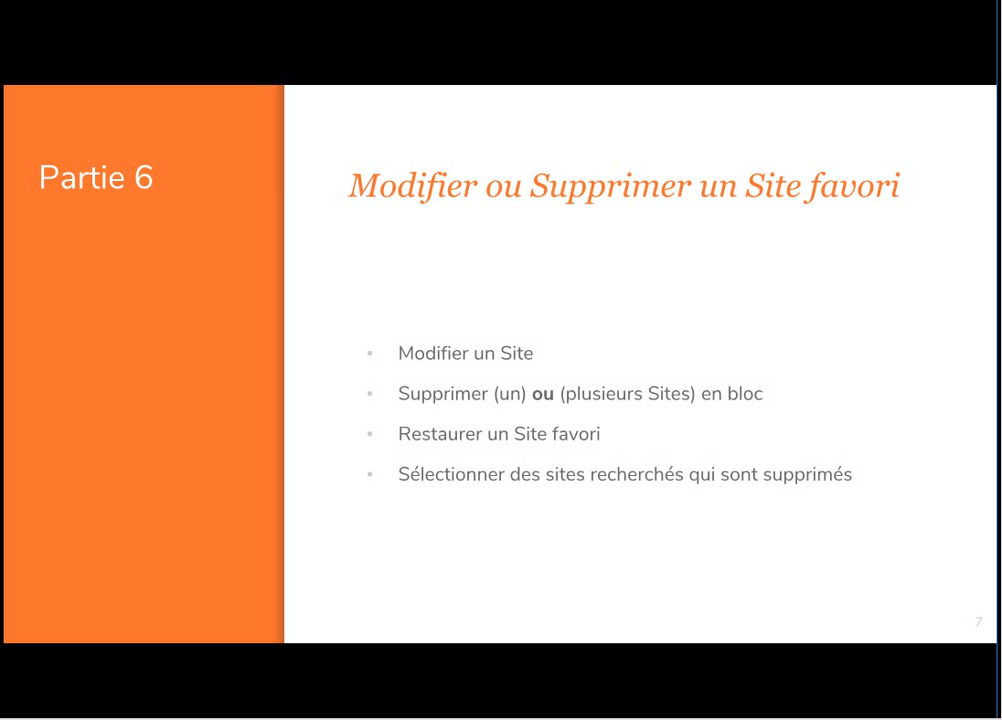 Partie 6
Modifier ou Supprimer un Site favori
Modifier un Site
Supprimer (un) ou (plusieurs Sites) en bloc
Restaurer un Site favori
Sélectionner des sites recherchés qui sont supprimés
7